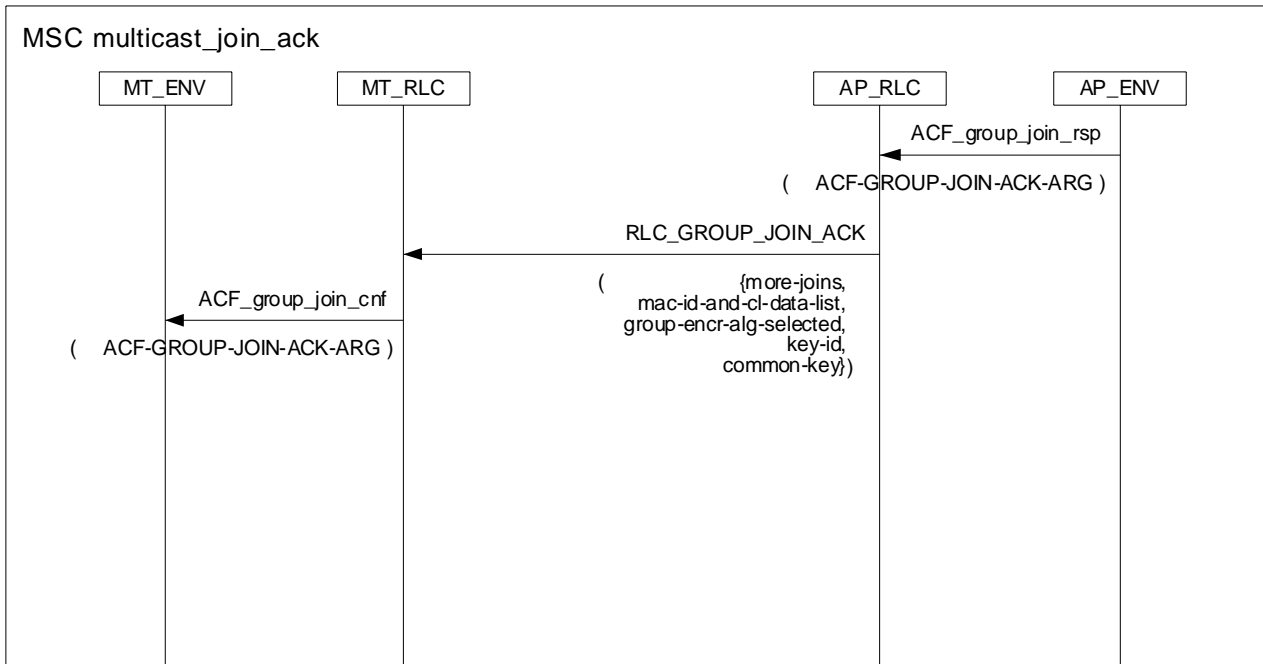 MSC multicast_join_ack
MT_ENV
MT_RLC
AP_RLC
AP_ENV
ACF_group_join_rsp
( ACF-GROUP-JOIN-ACK-ARG )
RLC_GROUP_JOIN_ACK
( {more-joins,
mac-id-and-cl-data-list,
group-encr-alg-selected,
key-id,
common-key})
ACF_group_join_cnf
( ACF-GROUP-JOIN-ACK-ARG )